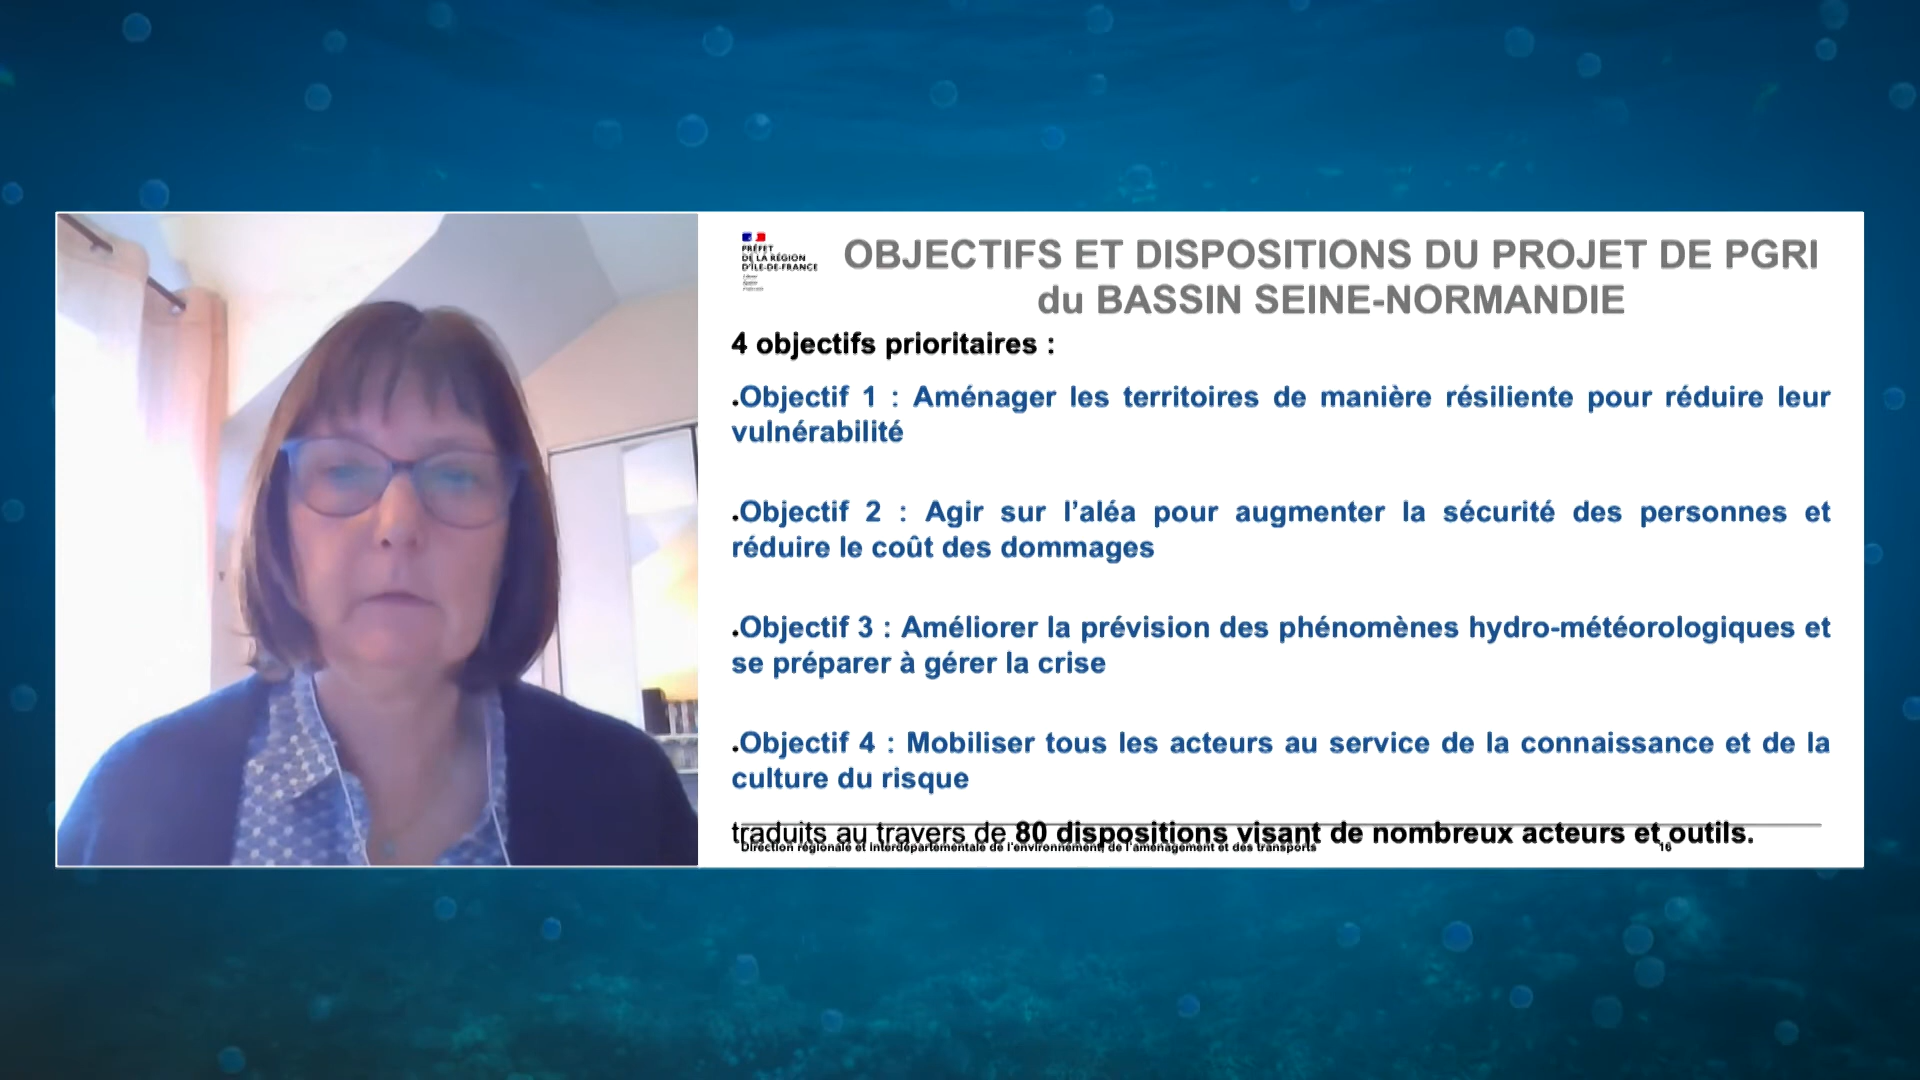 PRÉFET
DE LA RÉGION
D'ÎLE-DE-FRANCE
OBJECTIFS ET DISPOSITIONS DU PROJET DE PGRI
du BASSIN SEINE-NORMANDIE
4 objectifs prioritaires :
.Objectif 1 : Aménager les territoires de manière résiliente pour réduire leur
vulnérabilité
.Objectif 2 : Agir sur l’aléa pour augmenter la sécurité des personnes et
réduire le coût des dommages
.Objectif 3 : Améliorer la prévision des phénomènes hydro-météorologiques et
se préparer à gérer la crise
.Objectif 4 : Mobiliser tous les acteurs au service de la connaissance et de la
culture du risque
traduits au travers de 80 dispositions visant de nombreux acteurs et outils.
Direction régionale et interdépartementale de l'environnement, de l'aménagement et des transports
16